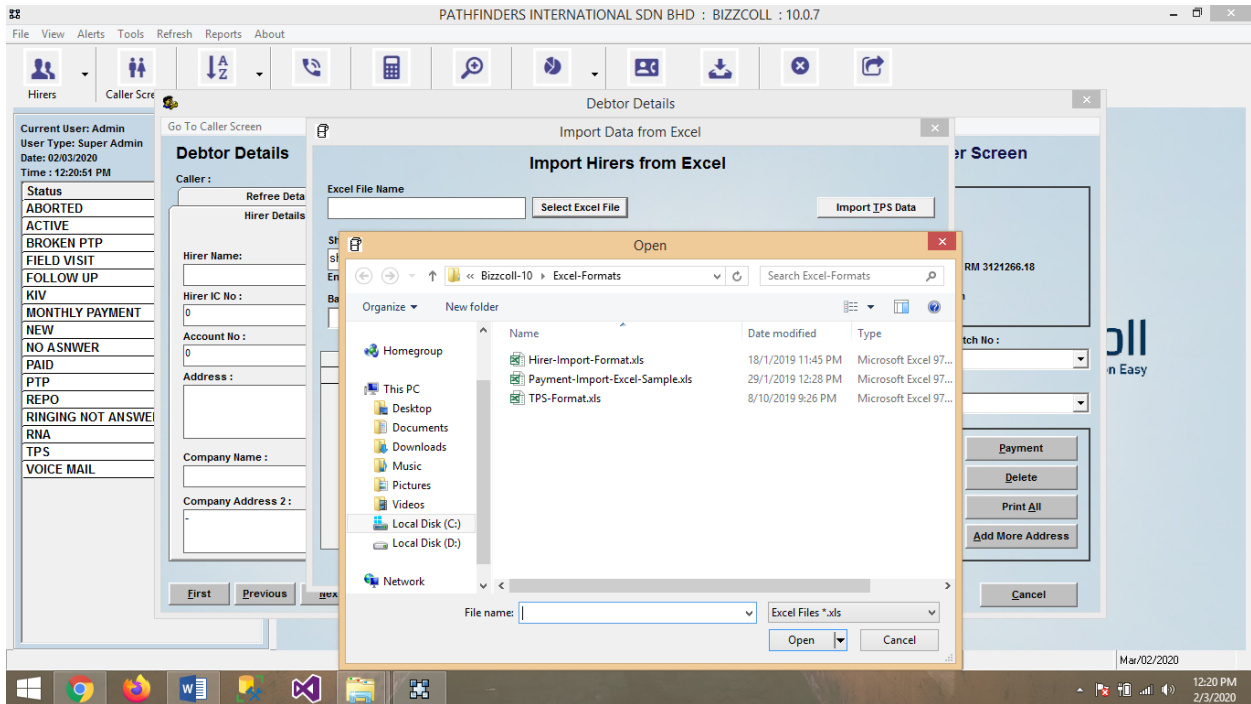 PATHFINDERS INTERNATIONAL SDN BHD : BIZZCOLL : 10.0.7
File View Alerts Tools Refresh Reports About
Hirers
Caller Scre
Current User: Admin
User Type: Super Admin
Date: 02/03/2020
Time : 12:20:51 PM
Status
ABORTED
ACTIVE
BROKEN PTP
FIELD VISIT
FOLLOW UP
KIV
MONTHLY PAYMENT
NEW
NO ASNWER
PAID
PTP
REPO
RINGING NOT ANSWE
RNA
TPS
VOICE MAIL
Debtor Details
Go To Caller Screen
Debtor Details
er Screen
Caller :
Refree Deta
Hirer Details
Hirer Name:
Hirer IC No :
0
Account No :
0
Address :
Company Name :
Company Address 2 :
-
First Previous Nex
RM 3121266.18
tch No :
Payment
Delete
Print All
Add More Address
Cancel
oll
n Easy
Import Data from Excel
Import Hirers from Excel
Excel File Name
Select Excel File
Import TPS Data
Sh
sh
En
Ba
Open
« Bizzcoll-10 Excel-Formats
Search Excel-Formats
Organize New folder
Homegroup
This PC
Desktop
Documents
Downloads
Music
Pictures
Videos
Local Disk (C:)
Local Disk (D:)
Network
Name Date modified Type
Hirer-Import-Format.xls 18/1/2019 11:45 PM Microsoft Excel 97...
Payment-Import-Excel-Sample.xls 29/1/2019 12:28 PM Microsoft Excel 97...
TPS-Format.xls 8/10/2019 9:26 PM Microsoft Excel 97...
File name:
Excel Files *.xls
Open Cancel
Mar/02/2020
12:20 PM
2/3/2020